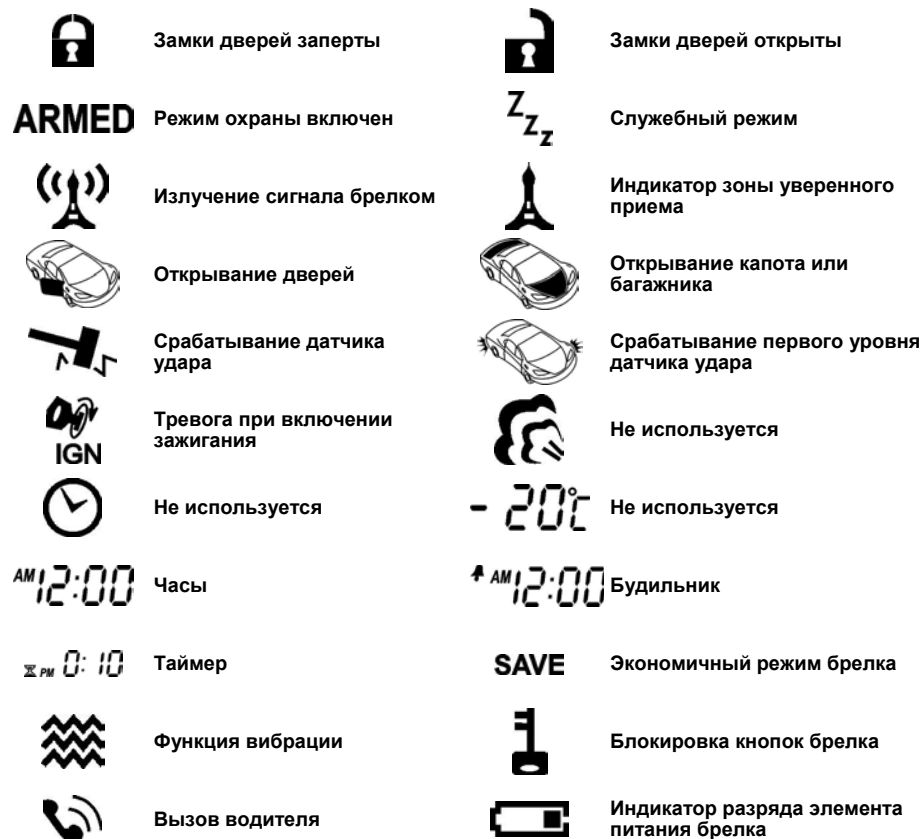 Замки дверей заперты
Замки дверей открыты
ARMED
Режим охраны включен
Z
Z
Z
Служебный режим
Излучение сигнала брелком
Индикатор зоны уверенного
приема
Открывание дверей
Открывание капота или
багажника
Срабатывание датчика
удара
Срабатывание первого уровня
датчика удара
IGN
Тревога при включении
зажигания
Не используется
Не используется
- 20°C
Не используется
AM 12:00
Часы
AM 12:00
Будильник
PM 0:10
Таймер
SAVE
Экономичный режим брелка
Функция вибрации
Блокировка кнопок брелка
Вызов водителя
Индикатор разряда элемента
питания брелка